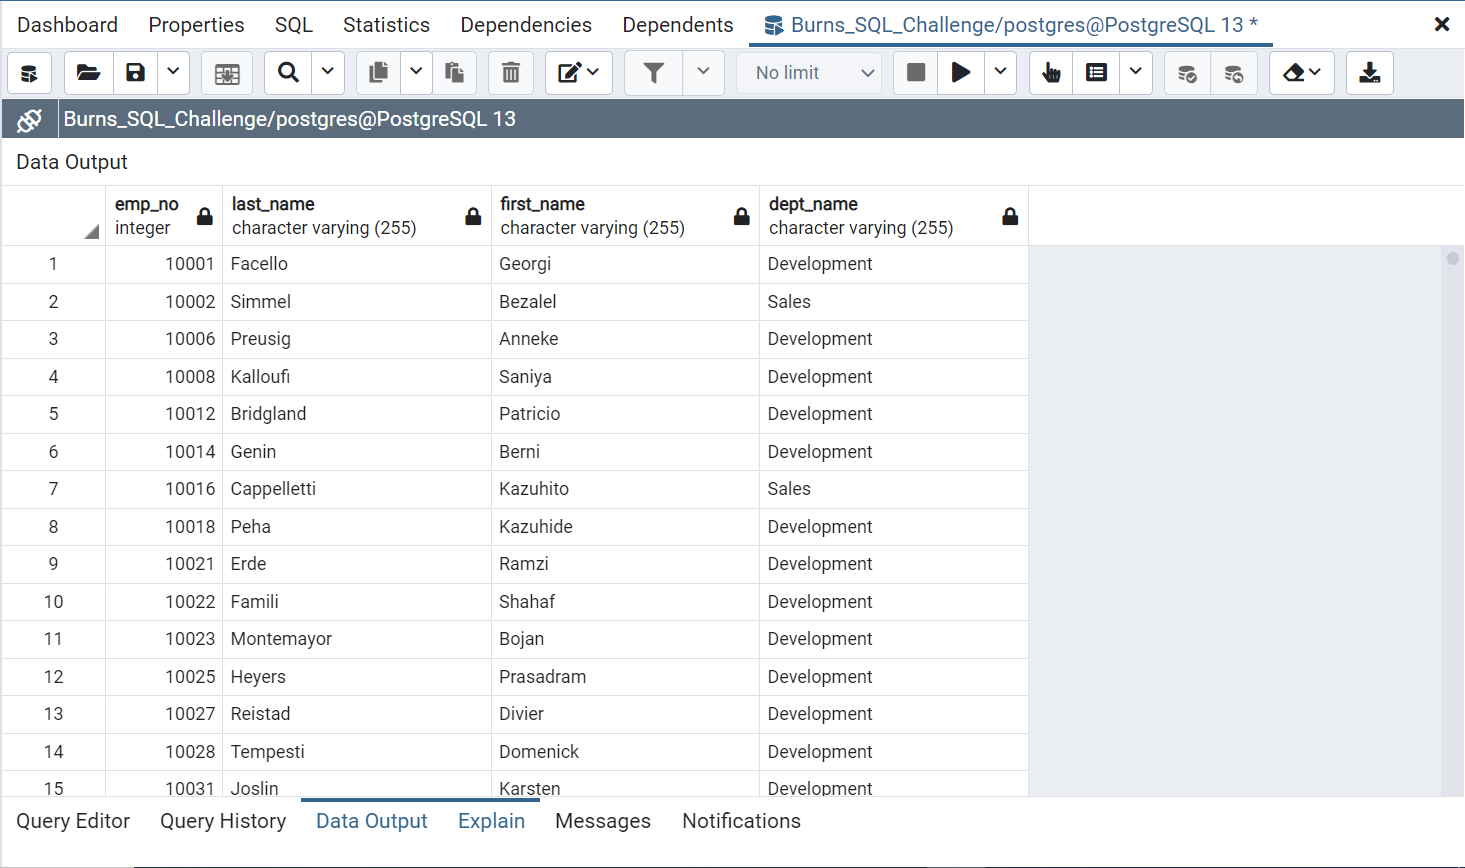 Dashboard Properties SQL Statistics Dependencies Dependents Burns_SQL_Challenge/postgres@PostgreSQL 13 *
No limit
Burns_SQL_Challenge/postgres@PostgreSQL 13
Data Output
emp_no last_name first_name dept_name
integer character varying (255) character varying (255) character varying (255)
1 10001 Facello Georgi Development
2 10002 Simmel Bezalel Sales
3 10006 Preusig Anneke Development
4 10008 Kalloufi Saniya Development
5 10012 Bridgland Patricio Development
6 10014 Genin Berni Development
7 10016 Cappelletti Kazuhito Sales
8 10018 Peha Kazuhide Development
9 10021 Erde Ramzi Development
10 10022 Famili Shahaf Development
11 10023 Montemayor Bojan Development
12 10025 Heyers Prasadram Development
13 10027 Reistad Divier Development
14 10028 Tempesti Domenick Development
15 10031 Joslin Karsten Development
Query Editor Query History Data Output Explain Messages Notifications